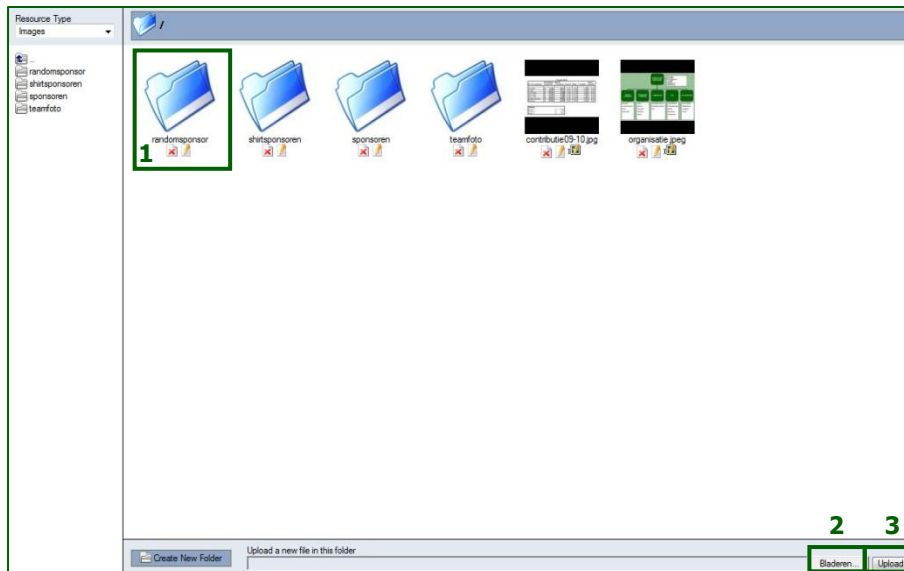 Resource Type
Images
/
..
randomsponsor
shirtsponsoren
sponsoren
teamfoto
1
randomsponsor
shirtsponsoren
sponsoren
teamfoto
contributie09-10.jpg
organisatie.jpeg
2
3
Create New Folder
Upload a new file in this folder
Bladeren...
Upload